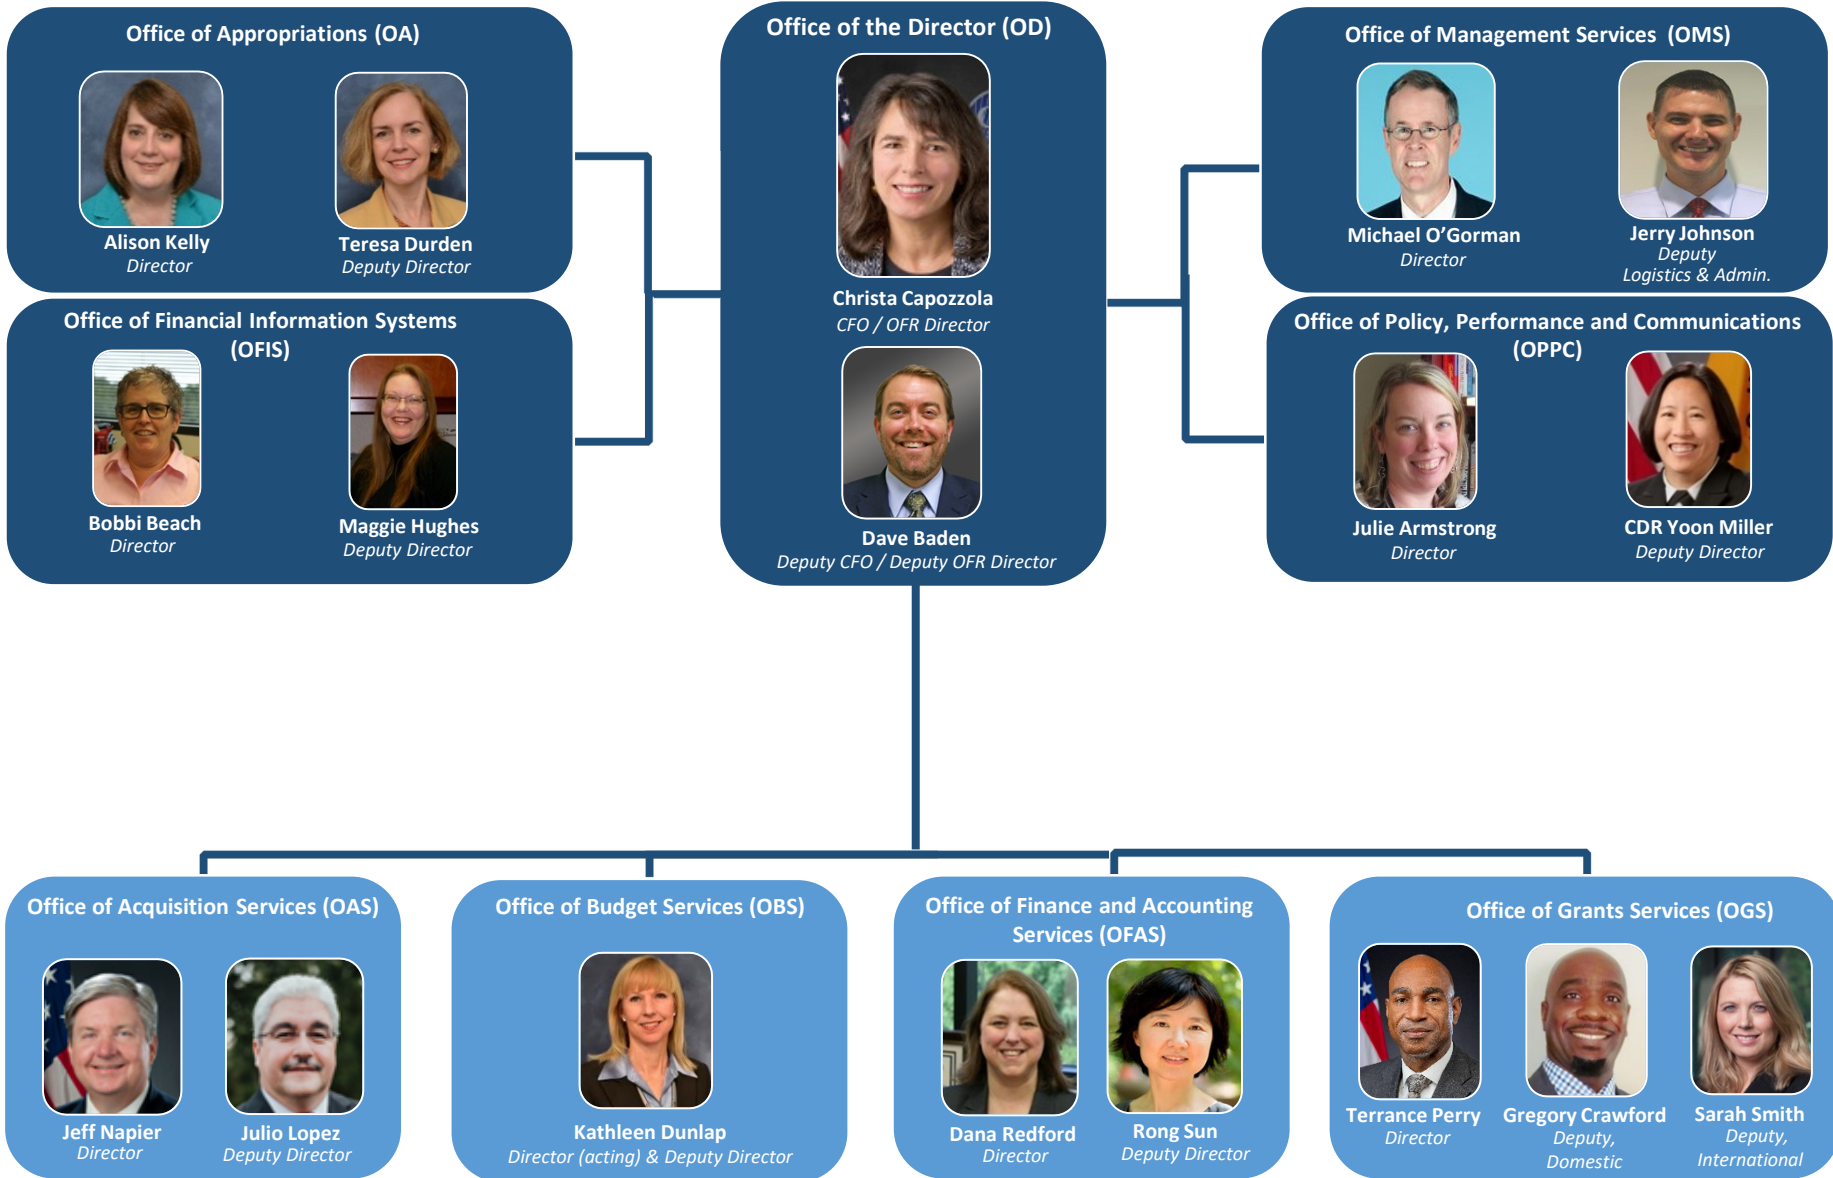 Office of Appropriations (OA)
Alison Kelly
Director
Teresa Durden
Deputy Director
Office of Financial Information Systems
(OFIS)
Bobbi Beach
Director
Maggie Hughes
Deputy Director
Office of the Director (OD)
Christa Capozzola
CFO / OFR Director
Dave Baden
Deputy CFO / Deputy OFR Director
Office of Management Services (OMS)
Michael O’Gorman
Director
Jerry Johnson
Deputy
Logistics & Admin.
Office of Policy, Performance and Communications
(OPPC)
Julie Armstrong
Director
CDR Yoon Miller
Deputy Director
Office of Acquisition Services (OAS)
Jeff Napier
Director
Julio Lopez
Deputy Director
Office of Budget Services (OBS)
Kathleen Dunlap
Director (acting) & Deputy Director
Office of Finance and Accounting
Services (OFAS)
Dana Redford
Director
Rong Sun
Deputy Director
Office of Grants Services (OGS)
Terrance Perry
Director
Gregory Crawford
Deputy,
Domestic
Sarah Smith
Deputy,
International